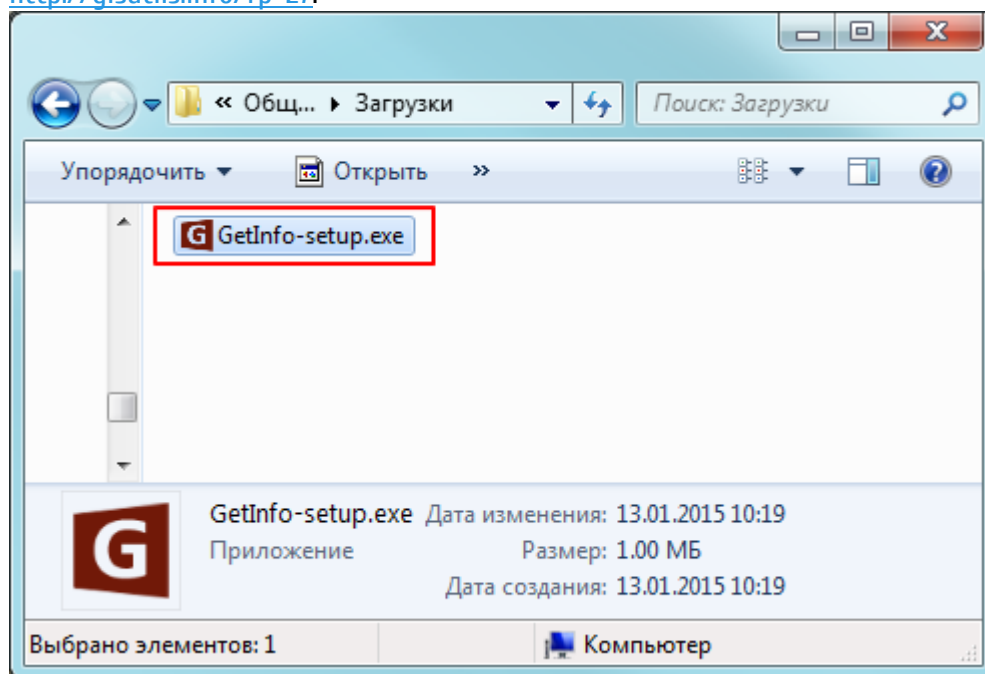 « Общ... ▸ Загрузки
Поиск: Загрузки
Упорядочить
Открыть »
GetInfo-setup.exe
GetInfo-setup.exe Дата изменения: 13.01.2015 10:19
Приложение Размер: 1.00 МБ
Дата создания: 13.01.2015 10:19
Выбрано элементов: 1 Компьютер